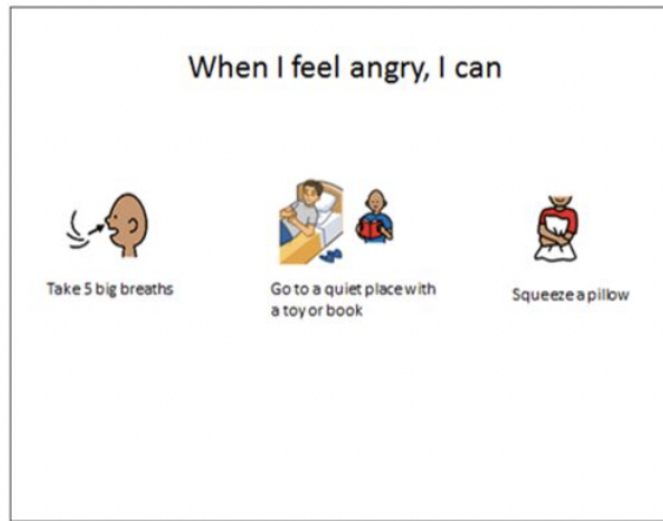 When I feel angry, I can
Take 5 big breaths
Go to a quiet place with
a toy or book
Squeeze a pillow